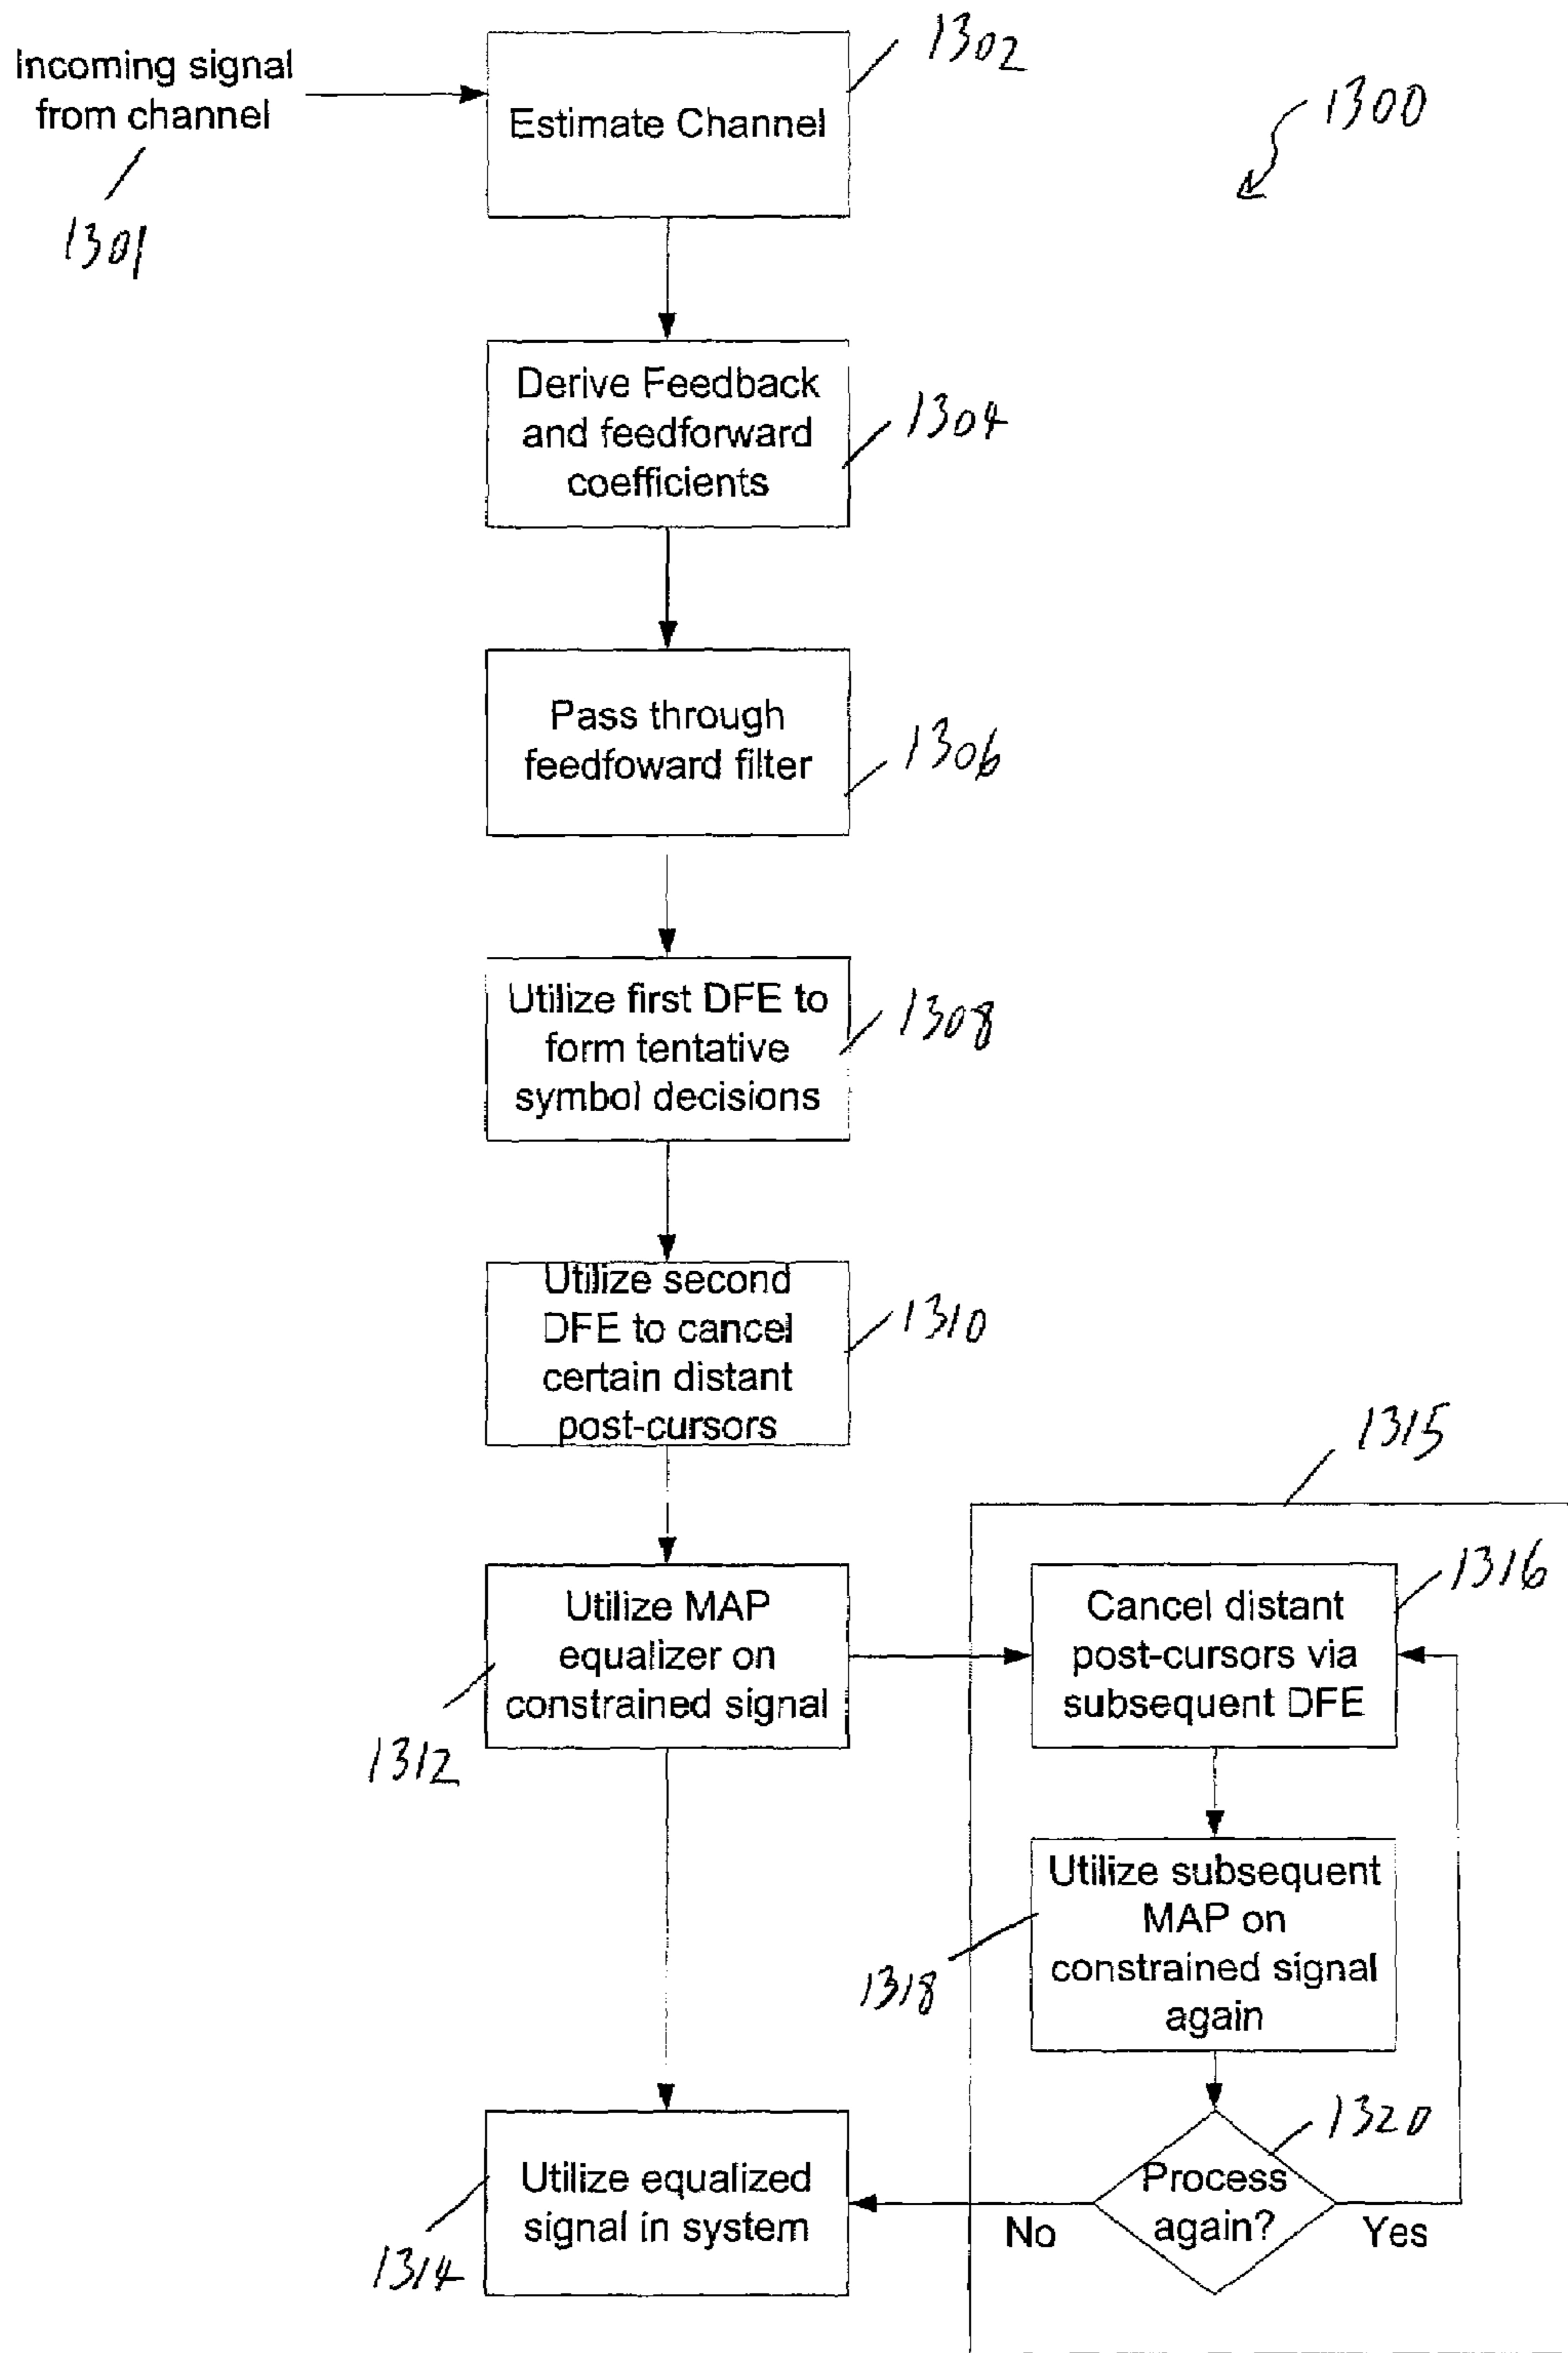 Incoming signal
from channel
1301
Estimate Channel
1302
1300
Derive Feedback
and feedforward
coefficients
1304
Pass through
feedfoward filter
1306
Utilize first DFE to
form tentative
symbol decisions
1308
Utilize second
DFE to cancel
certain distant
post-cursors
1310
1315
Utilize MAP
equalizer on
constrained signal
1312
Cancel distant
post-cursors via
subsequent DFE
1316
Utilize subsequent
MAP on
constrained signal
again
1318
Process
again?
1320
No
Yes
Utilize equalized
signal in system
1314